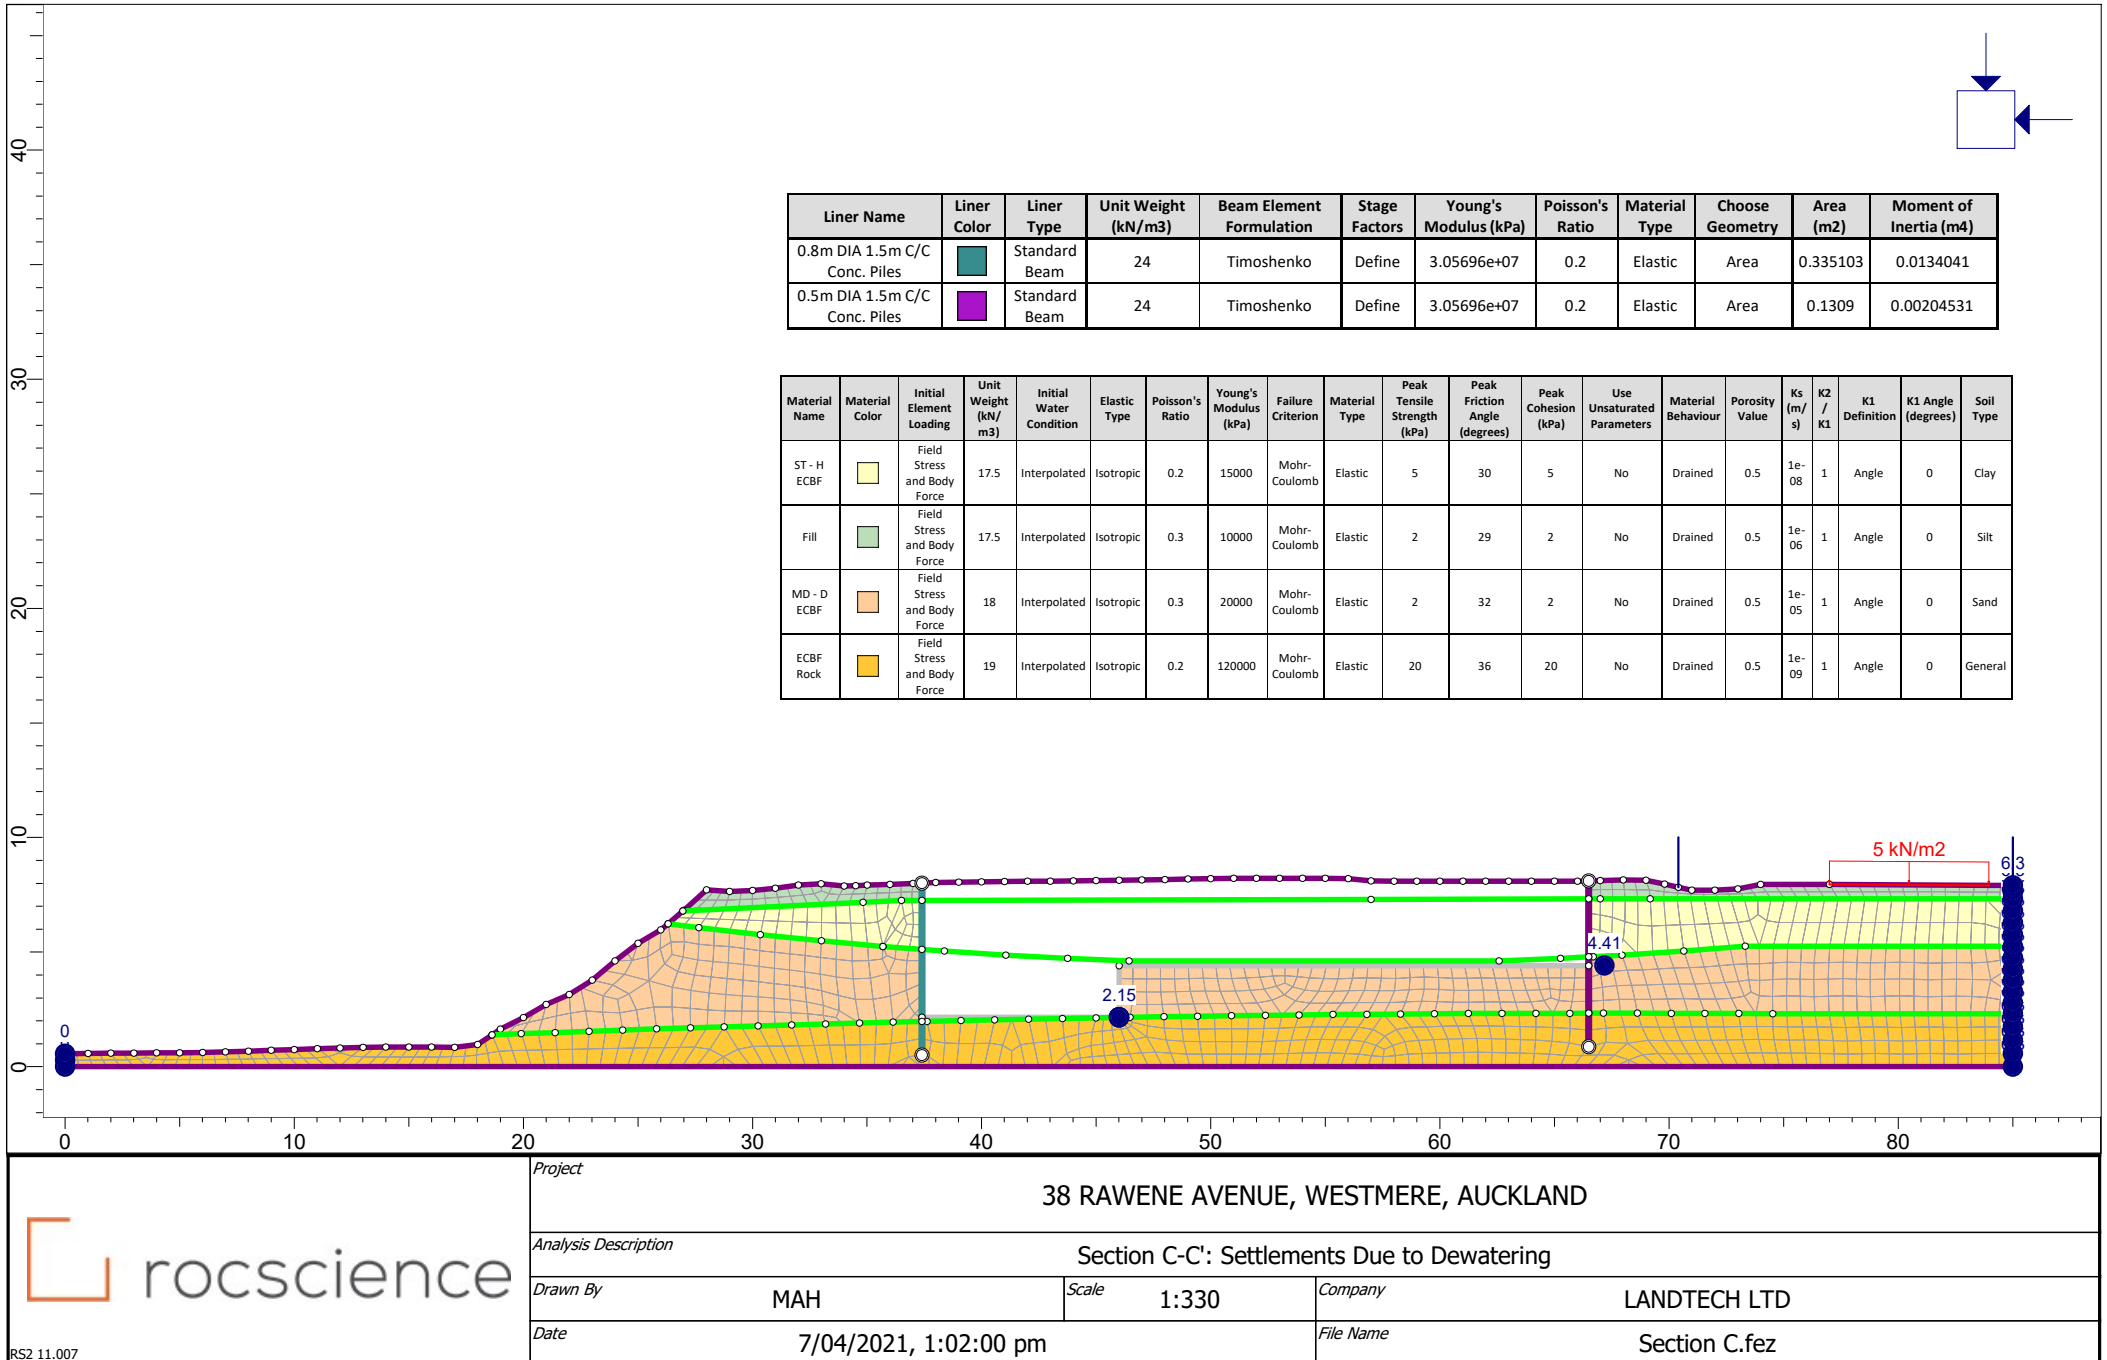 40
30
20
10
0
Liner Name Liner Color Liner Type Unit Weight (kN/m3) Beam Element Formulation Stage Factors Young's Modulus (kPa) Poisson's Ratio Material Type Choose Geometry Area (m2) Moment of Inertia (m4)
0.8m DIA 1.5m C/C Conc. Piles Standard Beam 24 Timoshenko Define 3.05696e+07 0.2 Elastic Area 0.335103 0.0134041
0.5m DIA 1.5m C/C Conc. Piles Standard Beam 24 Timoshenko Define 3.05696e+07 0.2 Elastic Area 0.1309 0.00204531
Material Name Material Color Initial Element Loading Unit Weight (kN/m3) Initial Water Condition Elastic Type Poisson's Ratio Young's Modulus (kPa) Failure Criterion Material Type Peak Tensile Strength (kPa) Peak Friction Angle (degrees) Peak Cohesion (kPa) Use Unsaturated Parameters Material Behaviour Porosity Value Ks (m/s) K2 / K1 K1 Definition K1 Angle (degrees) Soil Type
ST - H ECBF Field Stress and Body Force 17.5 Interpolated Isotropic 0.2 15000 Mohr-Coulomb Elastic 5 30 5 No Drained 0.5 1e-08 1 Angle 0 Clay
Fill Field Stress and Body Force 17.5 Interpolated Isotropic 0.3 10000 Mohr-Coulomb Elastic 2 29 2 No Drained 0.5 1e-06 1 Angle 0 Silt
MD - D ECBF Field Stress and Body Force 18 Interpolated Isotropic 0.3 20000 Mohr-Coulomb Elastic 2 32 2 No Drained 0.5 1e-05 1 Angle 0 Sand
ECBF Rock Field Stress and Body Force 19 Interpolated Isotropic 0.2 120000 Mohr-Coulomb Elastic 20 36 20 No Drained 0.5 1e-09 1 Angle 0 General
5 kN/m2
6.3
4.41
2.15
0
0 10 20 30 40 50 60 70 80
Project
38 RAWENE AVENUE, WESTMERE, AUCKLAND
Analysis Description
Section C-C': Settlements Due to Dewatering
Drawn By MAH Scale 1:330 Company LANDTECH LTD
Date 7/04/2021, 1:02:00 pm File Name Section C.fez
rocscience
RS2 11.007